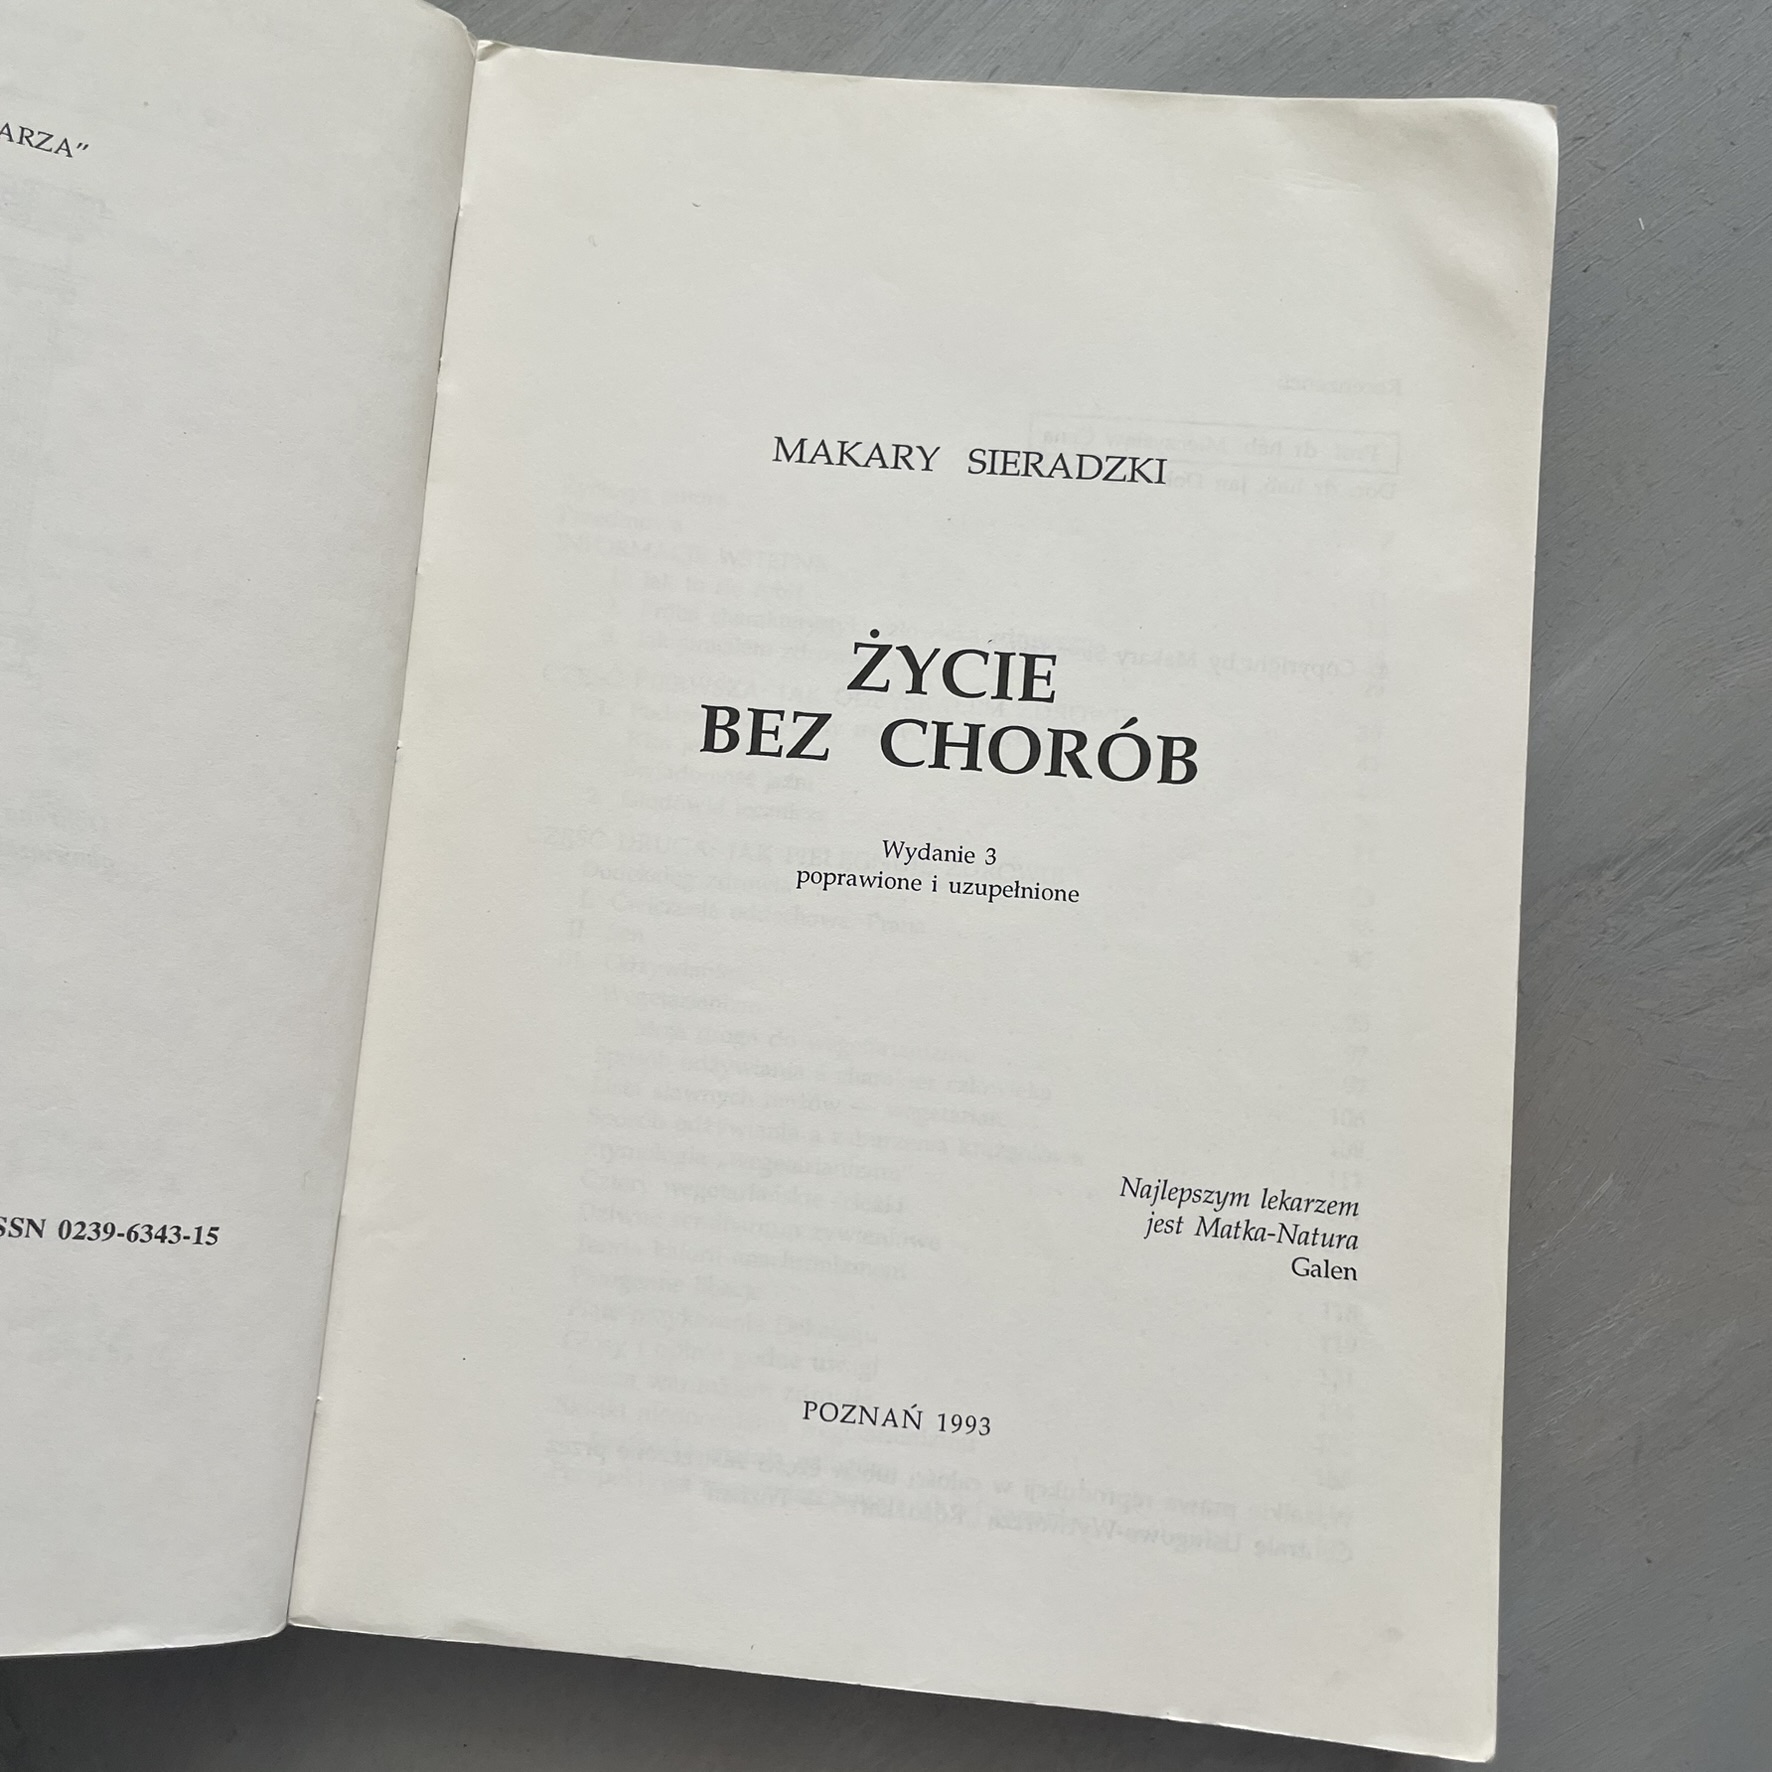 ARZA"
SSN 0239-6343-15
MAKARY SIERADZKI
ŻYCIE
BEZ CHORÓB
Wydanie 3
poprawione i uzupełnione
Najlepszym lekarzem
jest Matka-Natura
Galen
POZNAŃ 1993